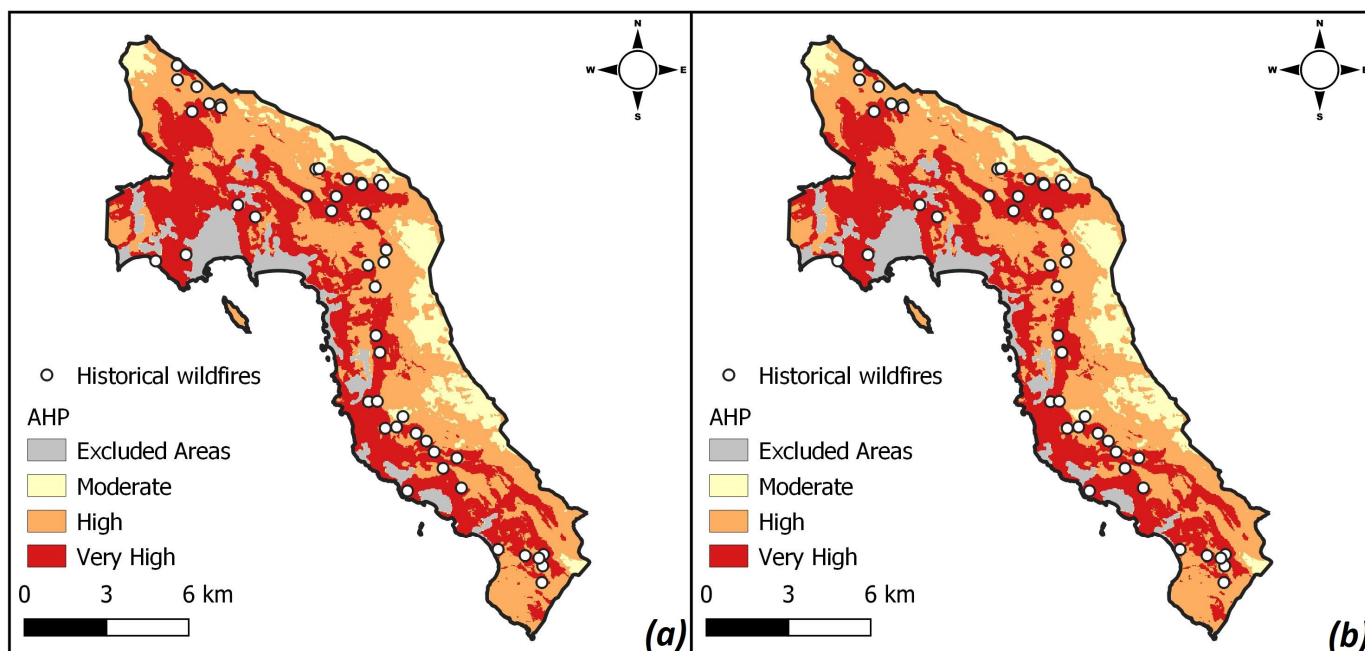 N
W E
S
Historical wildfires
AHP
Excluded Areas
Moderate
High
Very High
0 3 6 km
(a)
N
W E
S
Historical wildfires
AHP
Excluded Areas
Moderate
High
Very High
0 3 6 km
(b)